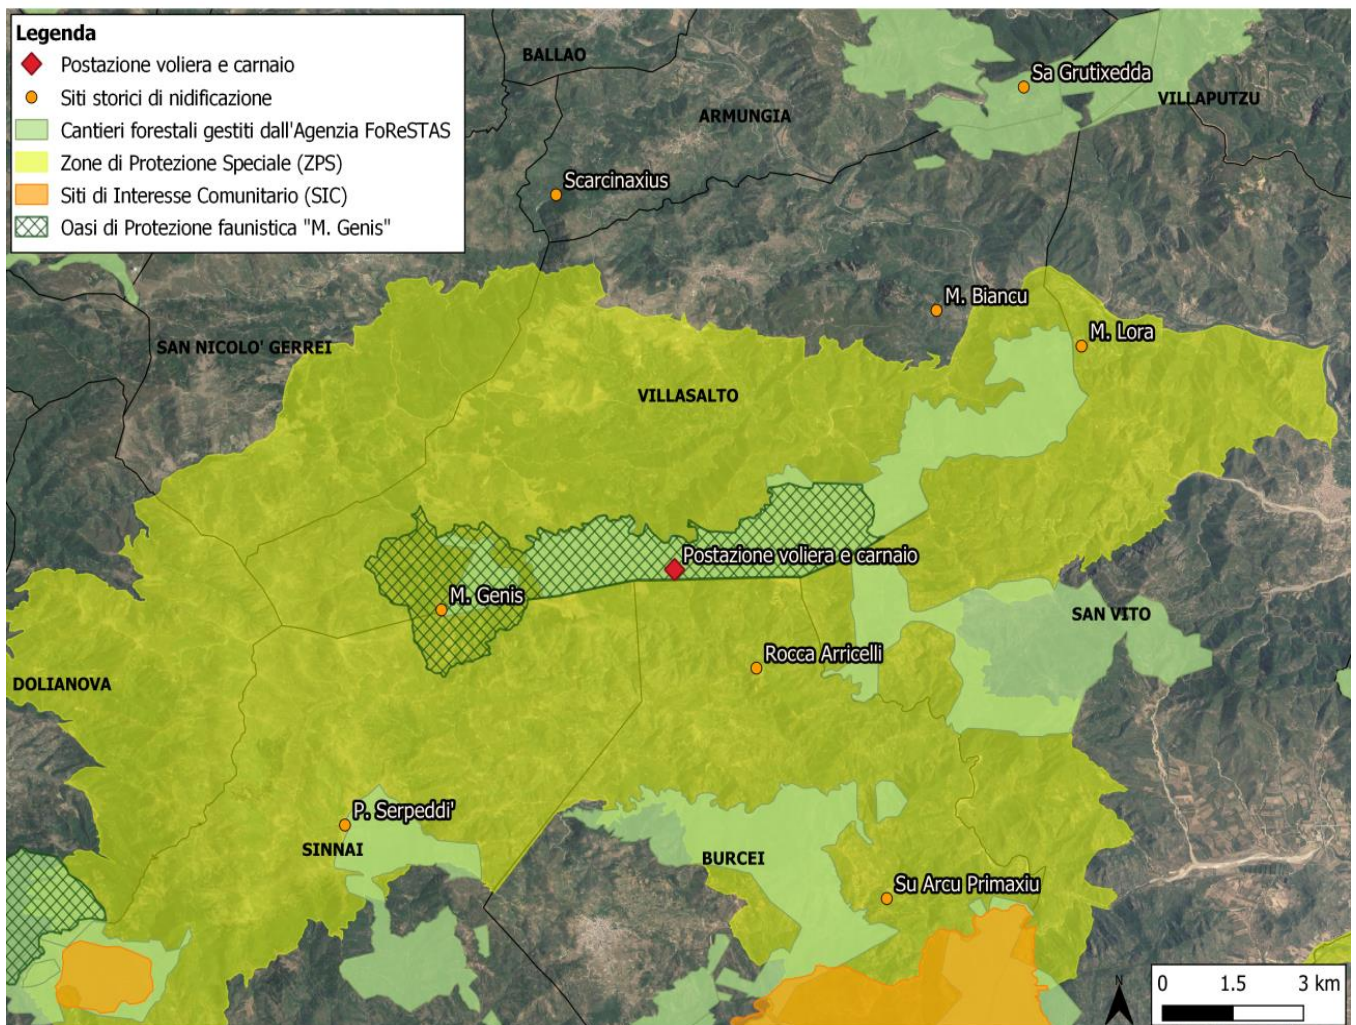 Legenda
Postazione voliera e carnaio
Siti storici di nidificazione
Cantieri forestali gestiti dall'Agenzia FoReSTAS
Zone di Protezione Speciale (ZPS)
Siti di Interesse Comunitario (SIC)
Oasi di Protezione faunistica "M. Genis"
BALLAO
Sa Grutixedda
VILLAPUTZU
ARMUNGIA
Scarcinaxius
M. Biancu
M. Lora
SAN NICOLO' GERREI
VILLASALTO
Postazione voliera e carnaio
M. Genis
SAN VITO
Rocca Arricelli
DOLIANOVA
P. Serpeddi'
SINNAI
BURCEI
Su Arcu Primaxiu
N
0 1.5 3 km